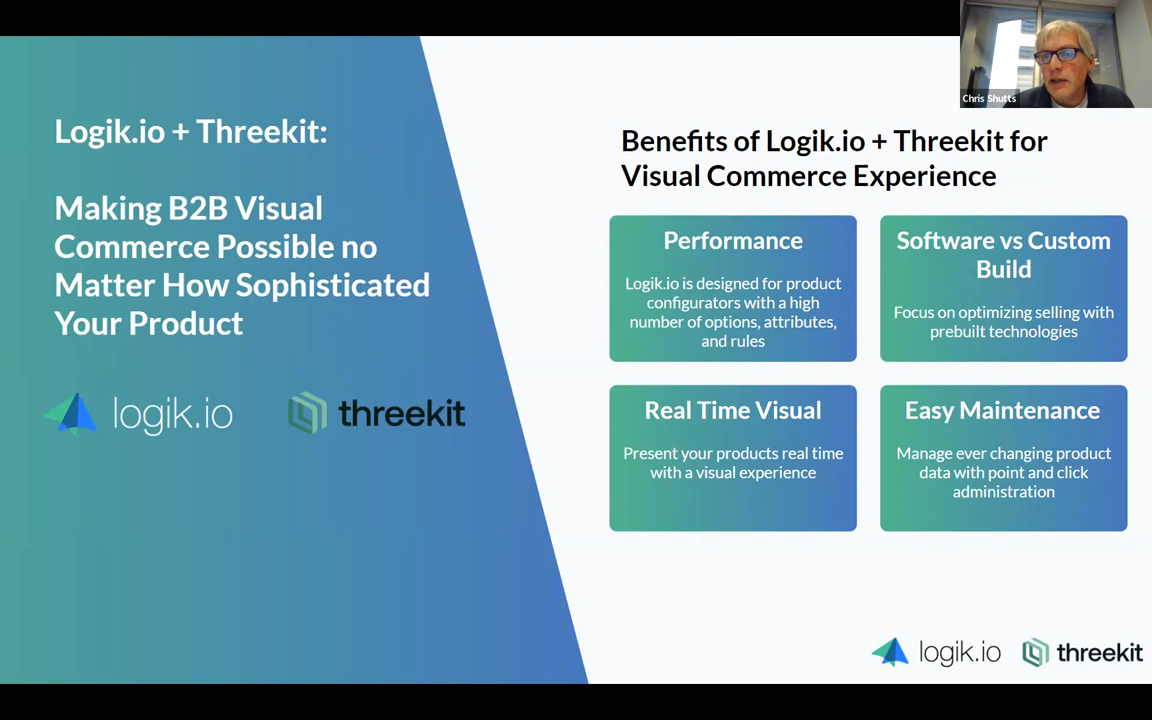 Chris Shutts
Logik.io + Threekit:
Making B2B Visual
Commerce Possible no
Matter How Sophisticated
Your Product
logik.io
threekit
Benefits of Logik.io + Threekit for
Visual Commerce Experience
Performance
Logik.io is designed for product
configurators with a high
number of options, attributes,
and rules
Software vs Custom
Build
Focus on optimizing selling with
prebuilt technologies
Real Time Visual
Present your products real time
with a visual experience
Easy Maintenance
Manage ever changing product
data with point and click
administration
logik.io
threekit